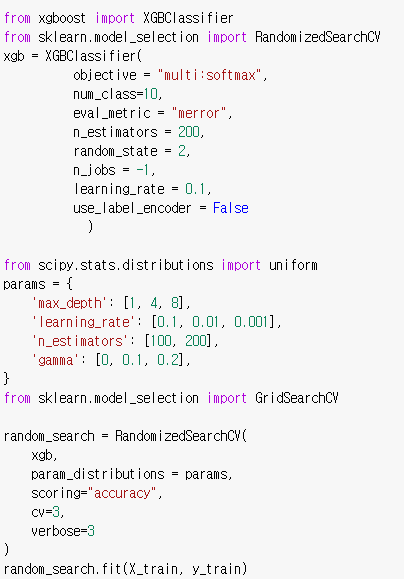 from xgboost import XGBClassifier
from sklearn.model_selection import RandomizedSearchCV
xgb = XGBClassifier(
objective = "multi:softmax",
num_class=10,
eval_metric = "merror",
n_estimators = 200,
random_state = 2,
n_jobs = -1,
learning_rate = 0.1,
use_label_encoder = False
)
from scipy.stats.distributions import uniform
params = {
'max_depth': [1, 4, 8],
'learning_rate': [0.1, 0.01, 0.001],
'n_estimators': [100, 200],
'gamma': [0, 0.1, 0.2],
}
from sklearn.model_selection import GridSearchCV
random_search = RandomizedSearchCV(
xgb,
param_distributions = params,
scoring="accuracy",
cv=3,
verbose=3
)
random_search.fit(X_train, y_train)